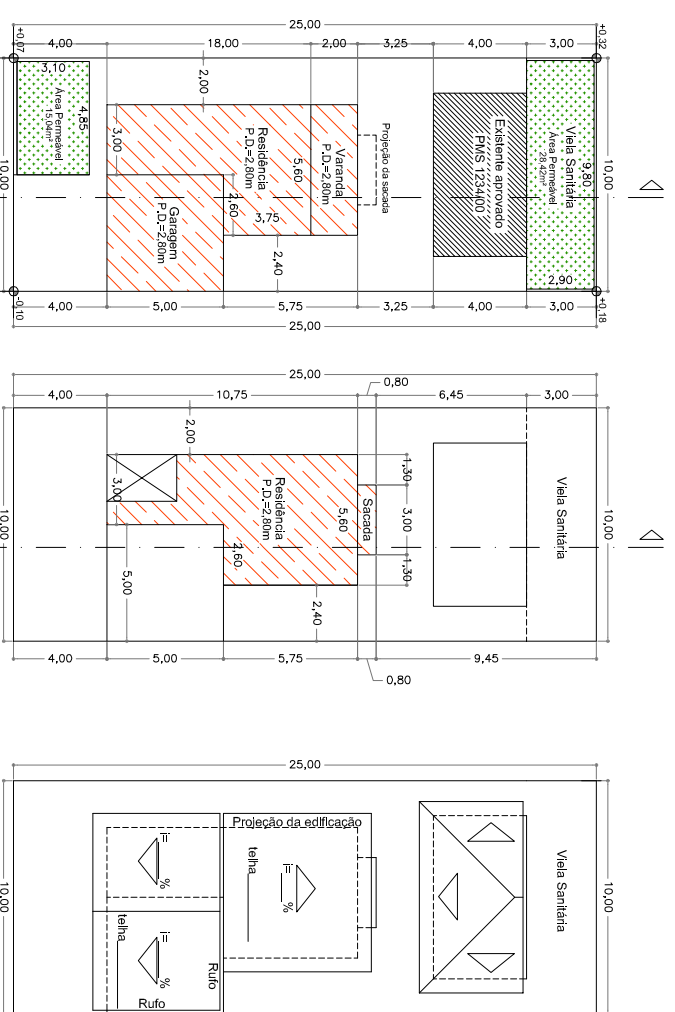 25,00
+0,07
+0,32
4,00
18,00
2,00
3,25
4,00
3,00
3,10
4,85
Área Permeável
15,04m²
2,00
3,00
Residência
P.D.=2,80m
5,60
Varanda
P.D.=2,80m
Projeção da sacada
Existente aprovado
PMS 1234/00
Viela Sanitária
9,80
Área Permeável
28,42m²
10,00
10,00
2,60
3,75
Garagem
P.D.=2,80m
2,40
2,90
-0,10
+0,18
4,00
5,00
5,75
3,25
4,00
3,00
25,00
25,00
0,80
4,00
10,75
6,45
3,00
2,00
3,00
Residência
P.D.=2,80m
5,60
Sacada
1,30
3,00
1,30
Viela Sanitária
10,00
10,00
2,60
5,00
2,40
4,00
5,00
5,75
9,45
0,80
25,00
Projeção da edificação
telha
i= %
i= %
Viela Sanitária
10,00
10,00
telha
i= %
Rufo
Rufo